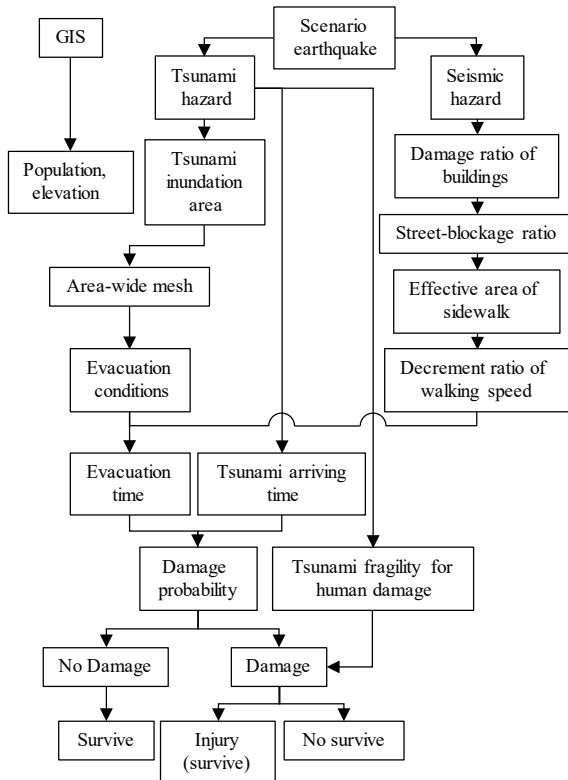 GIS
Scenario
earthquake
Tsunami
hazard
Seismic
hazard
Population,
elevation
Tsunami
inundation
area
Damage ratio of
buildings
Street-blockage ratio
Area-wide mesh
Effective area of
sidewalk
Evacuation
conditions
Decrement ratio of
walking speed
Evacuation
time
Tsunami arriving
time
Damage
probability
Tsunami fragility for
human damage
No Damage
Damage
Survive
Injury
(survive)
No survive